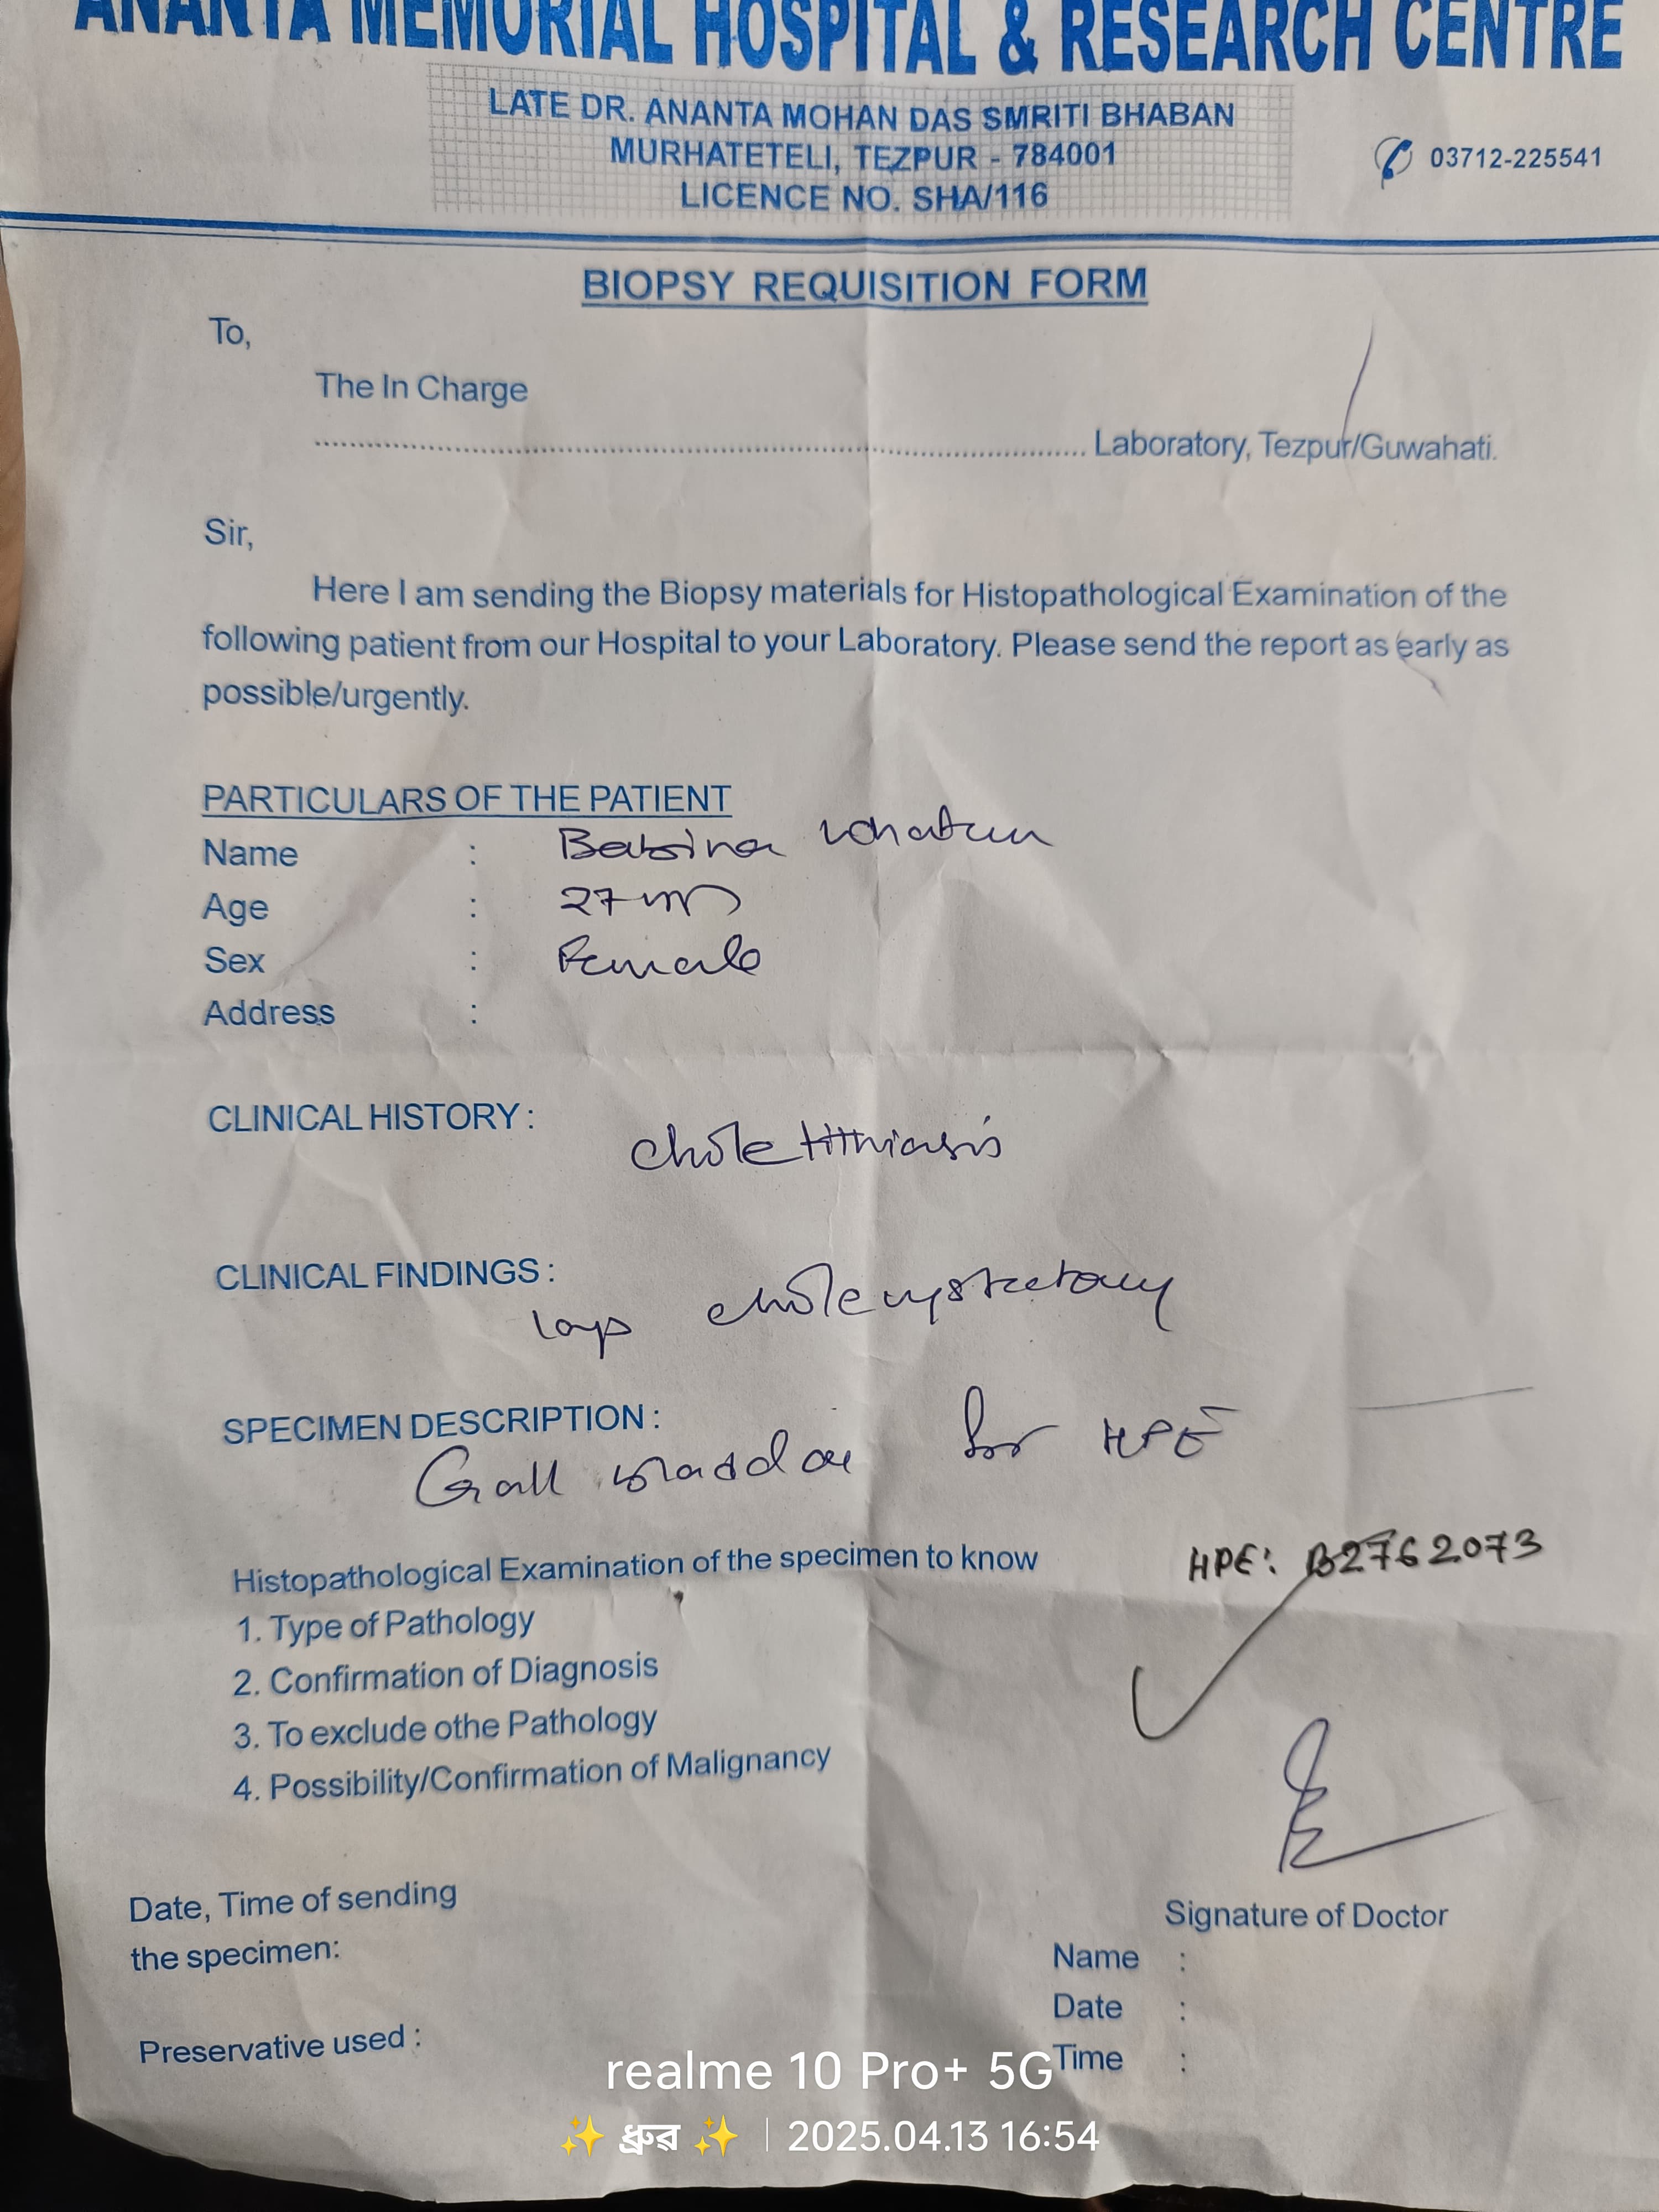 ANANTA MEMORIAL HOSPITAL & RESEARCH CENTRE
LATE DR. ANANTA MOHAN DAS SMRITI BHABAN
MURHATETELI, TEZPUR - 784001
03712-225541
LICENCE NO. SHA/116
BIOPSY REQUISITION FORM
To,
The In Charge
.................... Laboratory, Tezpur/Guwahati.
Sir,
Here I am sending the Biopsy materials for Histopathological Examination of the
following patient from our Hospital to your Laboratory. Please send the report as early as
possible/urgently.
PARTICULARS OF THE PATIENT
Name : Khatun
Age : 27
Sex : Female
Address :
CLINICAL HISTORY :
cholelithiasis
CLINICAL FINDINGS :
lap cholecystectomy
SPECIMEN DESCRIPTION :
Gall bladder for HPE
Histopathological Examination of the specimen to know
HPE: B2762073
1. Type of Pathology
2. Confirmation of Diagnosis
3. To exclude othe Pathology
4. Possibility/Confirmation of Malignancy
Date, Time of sending
the specimen:
Signature of Doctor
Name :
Date :
Preservative used :
Time :
realme 10 Pro+ 5G
✨ ধ্ৰুৱ ✨ | 2025.04.13 16:54